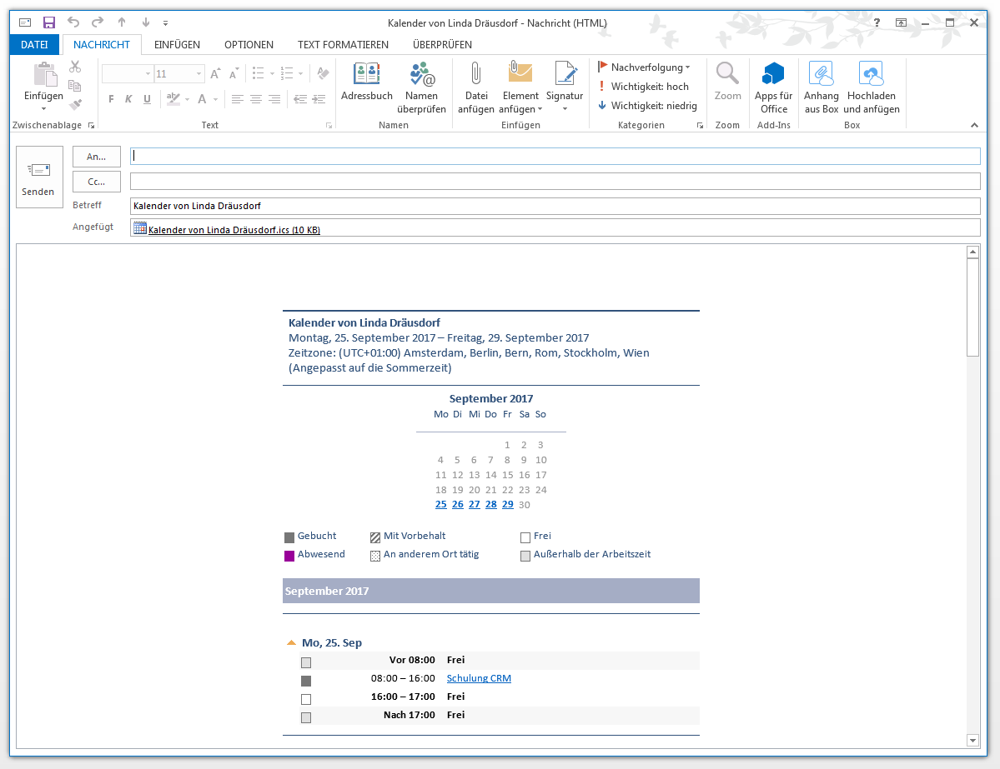 Kalender von Linda Dräusdorf - Nachricht (HTML)
?
DATEI NACHRICHT EINFÜGEN OPTIONEN TEXT FORMATIEREN ÜBERPRÜFEN
Einfügen
Zwischenablage
11
A A
F K U ab A
Text
Adressbuch
Namen überprüfen
Namen
Datei anfügen
Element anfügen
Signatur
Einfügen
Nachverfolgung
Wichtigkeit: hoch
Wichtigkeit: niedrig
Kategorien
Zoom
Zoom
Apps für Office
Add-Ins
Anhang aus Box
Hochladen und anfügen
Box
Senden
An...
Cc...
Betreff Kalender von Linda Dräusdorf
Angefügt Kalender von Linda Dräusdorf.ics (10 KB)
Kalender von Linda Dräusdorf
Montag, 25. September 2017 – Freitag, 29. September 2017
Zeitzone: (UTC+01:00) Amsterdam, Berlin, Bern, Rom, Stockholm, Wien
(Angepasst auf die Sommerzeit)
September 2017
Mo Di Mi Do Fr Sa So
1 2 3
4 5 6 7 8 9 10
11 12 13 14 15 16 17
18 19 20 21 22 23 24
25 26 27 28 29 30
Gebucht Mit Vorbehalt Frei
Abwesend An anderem Ort tätig Außerhalb der Arbeitszeit
September 2017
Mo, 25. Sep
Vor 08:00 Frei
08:00 – 16:00 Schulung CRM
16:00 – 17:00 Frei
Nach 17:00 Frei